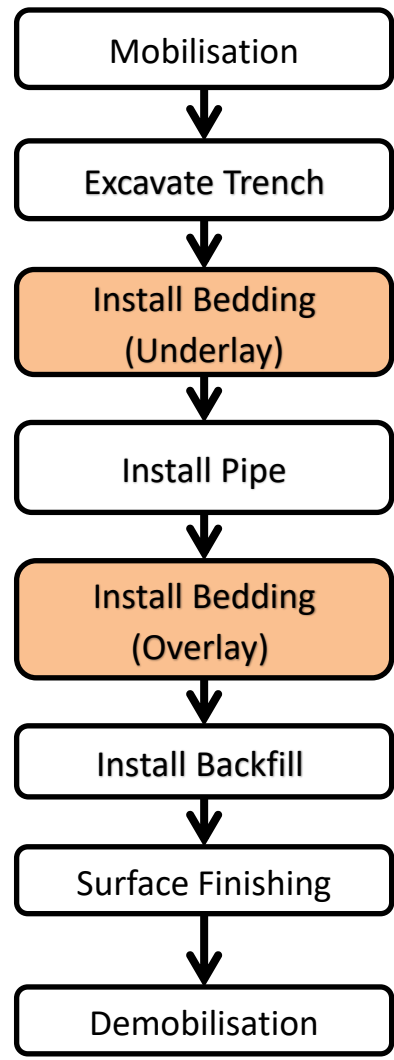 Mobilisation
Excavate Trench
Install Bedding
(Underlay)
Install Pipe
Install Bedding
(Overlay)
Install Backfill
Surface Finishing
Demobilisation